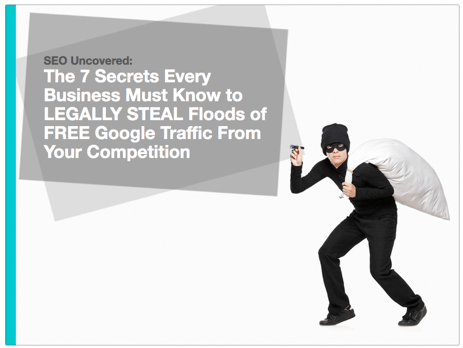 SEO Uncovered:
The 7 Secrets Every
Business Must Know to
LEGALLY STEAL Floods of
FREE Google Traffic From
Your Competition